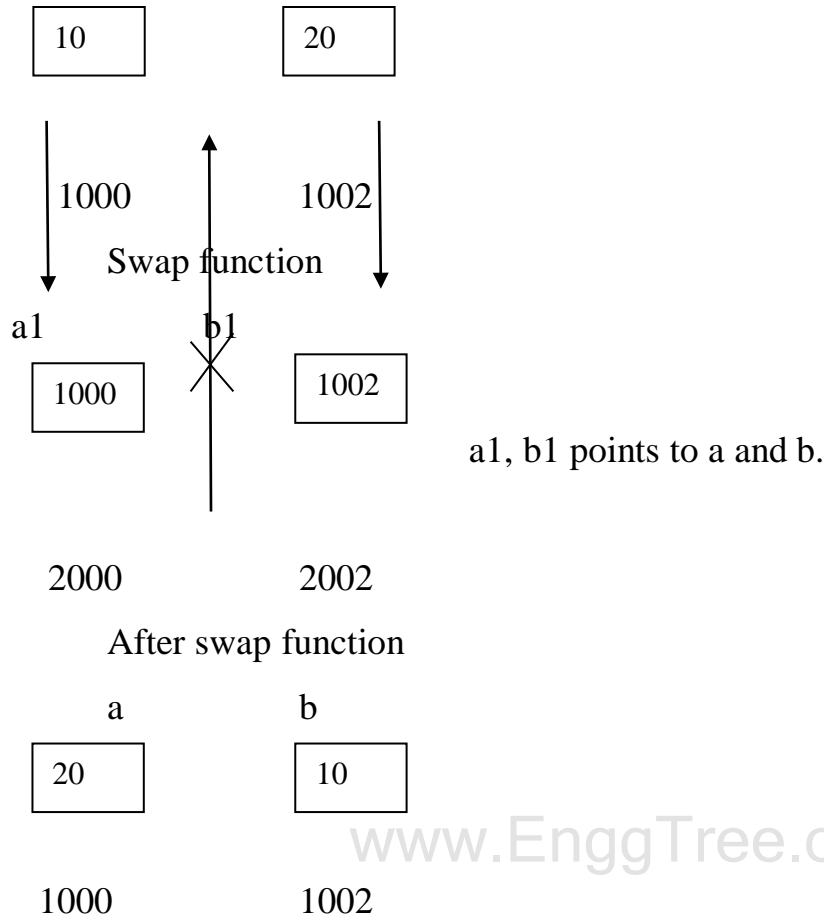 10 20
1000 1002
Swap function
a1 b1
1000 1002
a1, b1 points to a and b.
2000 2002
After swap function
a b
20 10
www.EnggTree.c
1000 1002